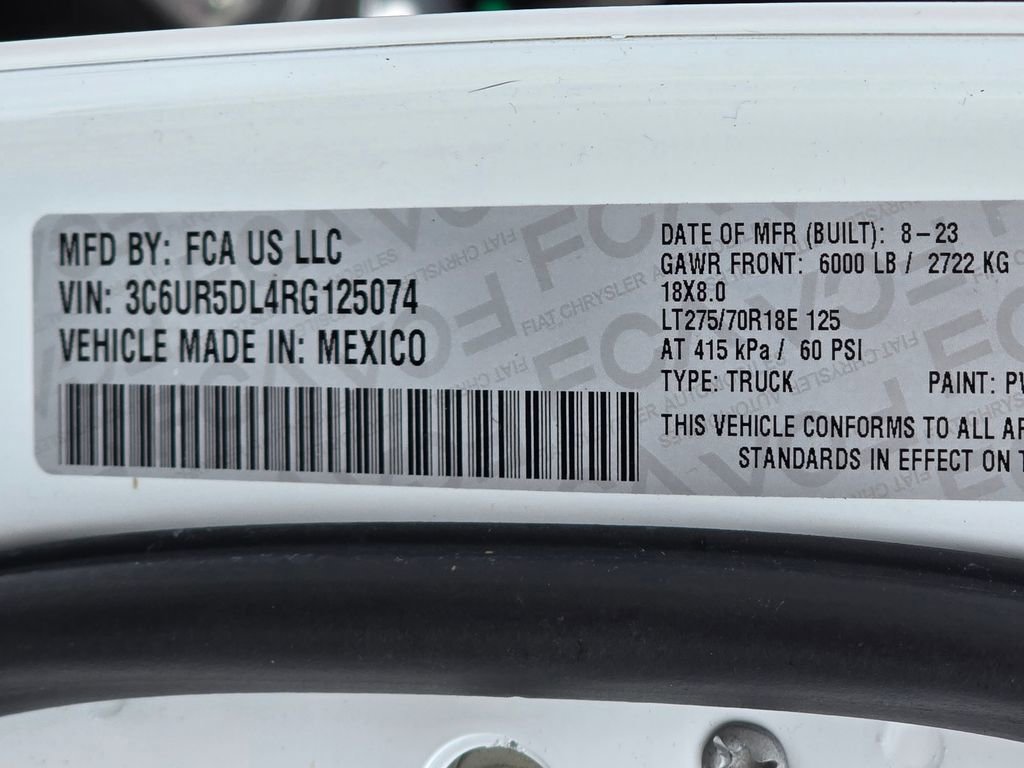 MFD BY: FCA US LLC
VIN: 3C6UR5DL4RG125074
VEHICLE MADE IN: MEXICO
DATE OF MFR (BUILT): 8-23
GAWR FRONT: 6000 LB / 2722 KG
18X8.0
LT275/70R18E 125
AT 415 kPa / 60 PSI
TYPE: TRUCK PAINT: PW
THIS VEHICLE CONFORMS TO ALL AP
STANDARDS IN EFFECT ON T